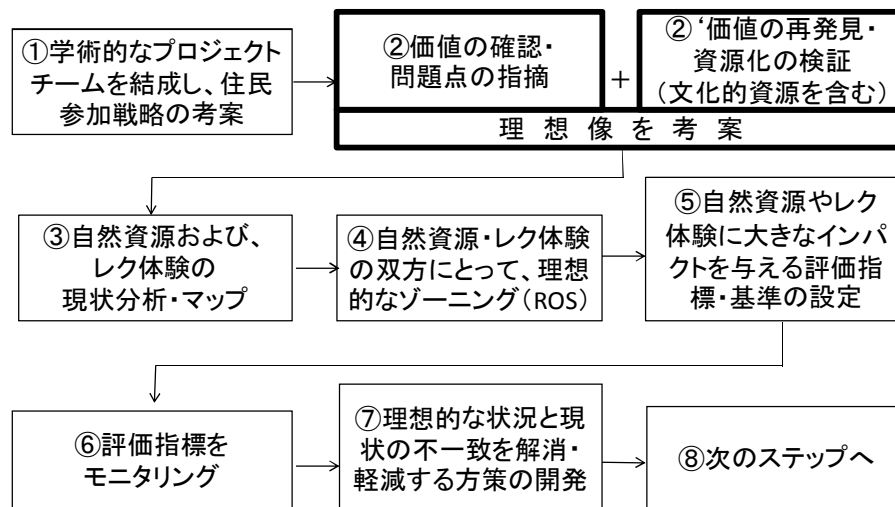 ①学術的なプロジェクト
チームを結成し、住民
参加戦略の考案
②価値の確認・
問題点の指摘
+
②‘価値の再発見・
資源化の検証
(文化的資源を含む)
理想像を考案
③自然資源および、
レク体験の
現状分析・マップ
④自然資源・レク体験
の双方にとって、理想
的なゾーニング(ROS)
⑤自然資源やレク
体験に大きなインパ
クトを与える評価指
標・基準の設定
⑥評価指標を
モニタリング
⑦理想的な状況と現
状の不一致を解消・
軽減する方策の開発
⑧次のステップへ